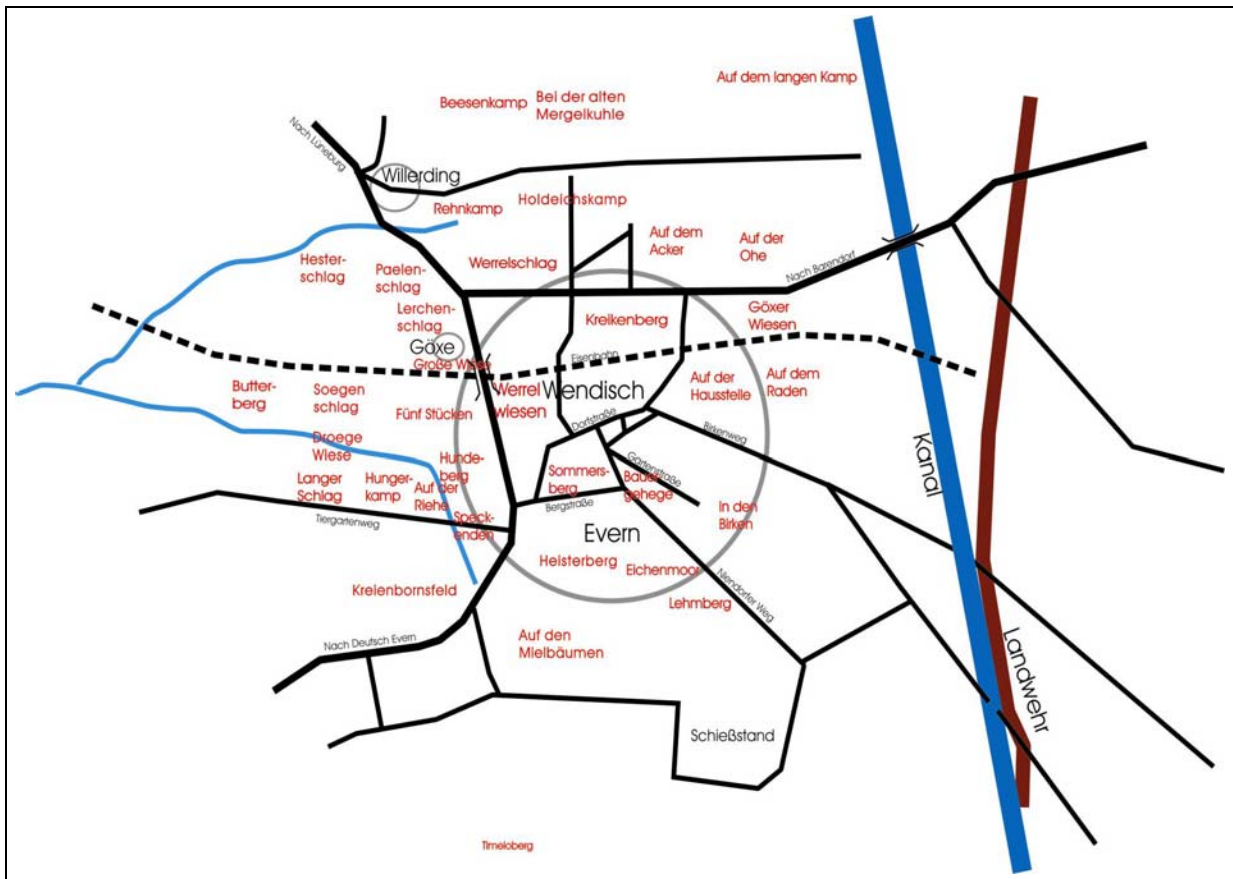 Auf dem langen Kamp
Beesenkamp
Bei der alten
Mergelkuhle
Nach Lüneburg
Willerding
Rehnkamp
Holdelohskamp
Werrelschlag
Auf dem
Acker
Auf der
Ohe
Nach Barendorf
Hester-
schlag
Paelen-
schlag
Lerchen-
schlag
Göxe
Große Wiese
Kreikenberg
Göxer
Wiesen
Eisenbahn
Butter-
berg
Soegen
schlag
Fünf Stücken
Werrel
wiesen
Wendisch
Auf der
Hausstelle
Auf dem
Raden
Dorfstraße
Birkenweg
Kanal
Droege
Wiese
Hunde-
berg
Langer
Schlag
Hunger-
kamp
Auf der
Riehe
Sommers-
berg
Bauer
gehege
Gartenstraße
Tiergartenweg
Speck-
enden
Bergstraße
In den
Birken
Evern
Heisterberg
Eichenmoor
Kreienbornsfeld
Lehmberg
Niendorfer Weg
Nach Deutsch Evern
Auf den
Mielbäumen
Landwehr
Schießstand
Timeloberg